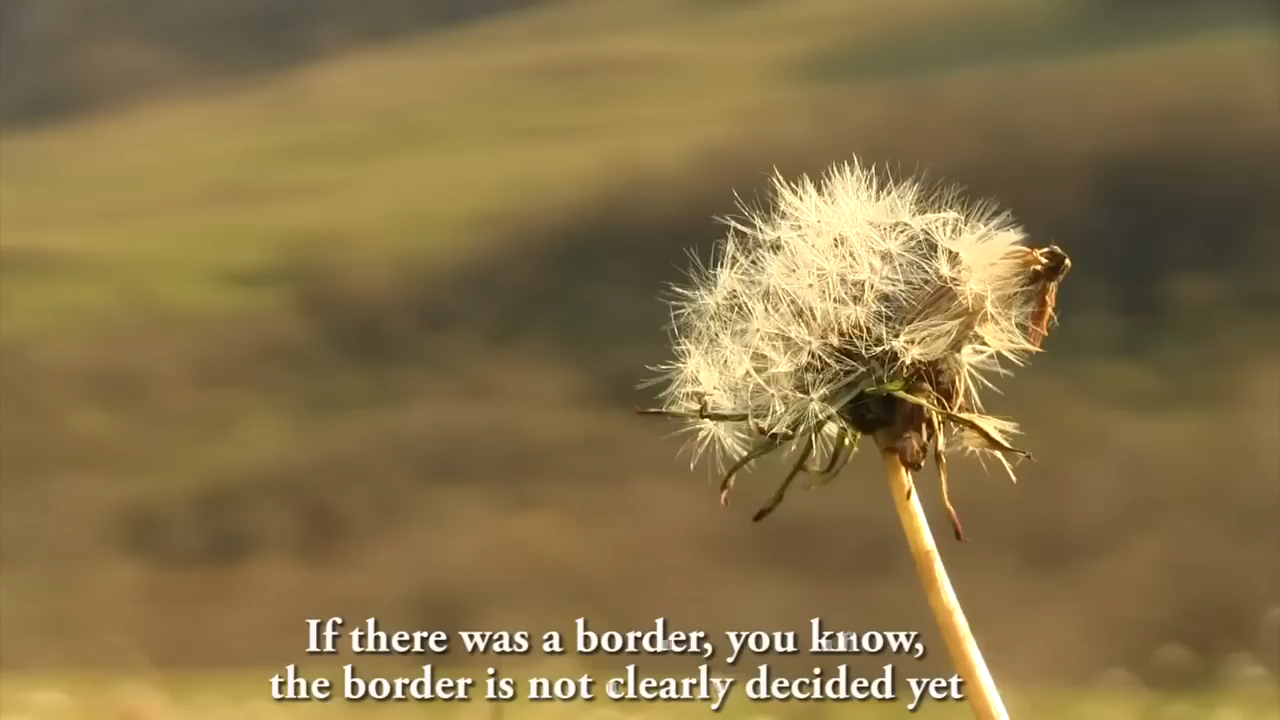 If there was a border, you know,
the border is not clearly decided yet